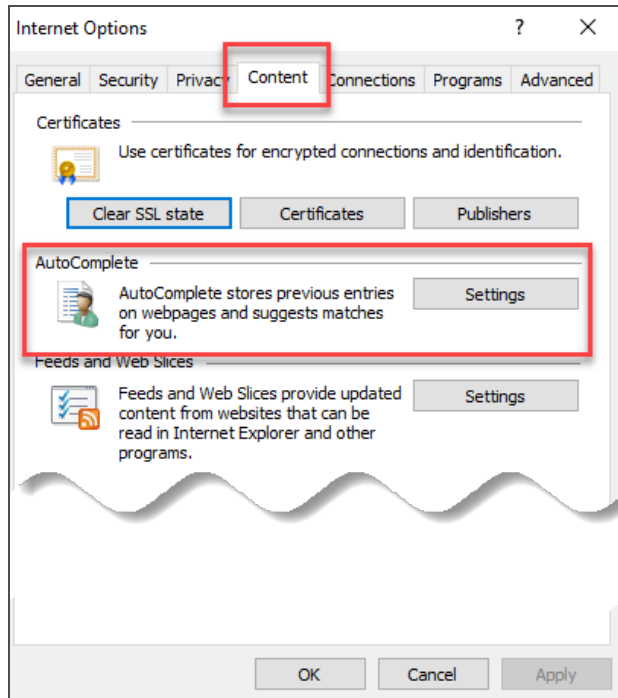 Internet Options
General Security Privacy Content Connections Programs Advanced
Certificates
Use certificates for encrypted connections and identification.
Clear SSL state Certificates Publishers
AutoComplete
AutoComplete stores previous entries
on webpages and suggests matches
for you.
Settings
Feeds and Web Slices
Feeds and Web Slices provide updated
content from websites that can be
read in Internet Explorer and other
programs.
Settings
OK Cancel Apply